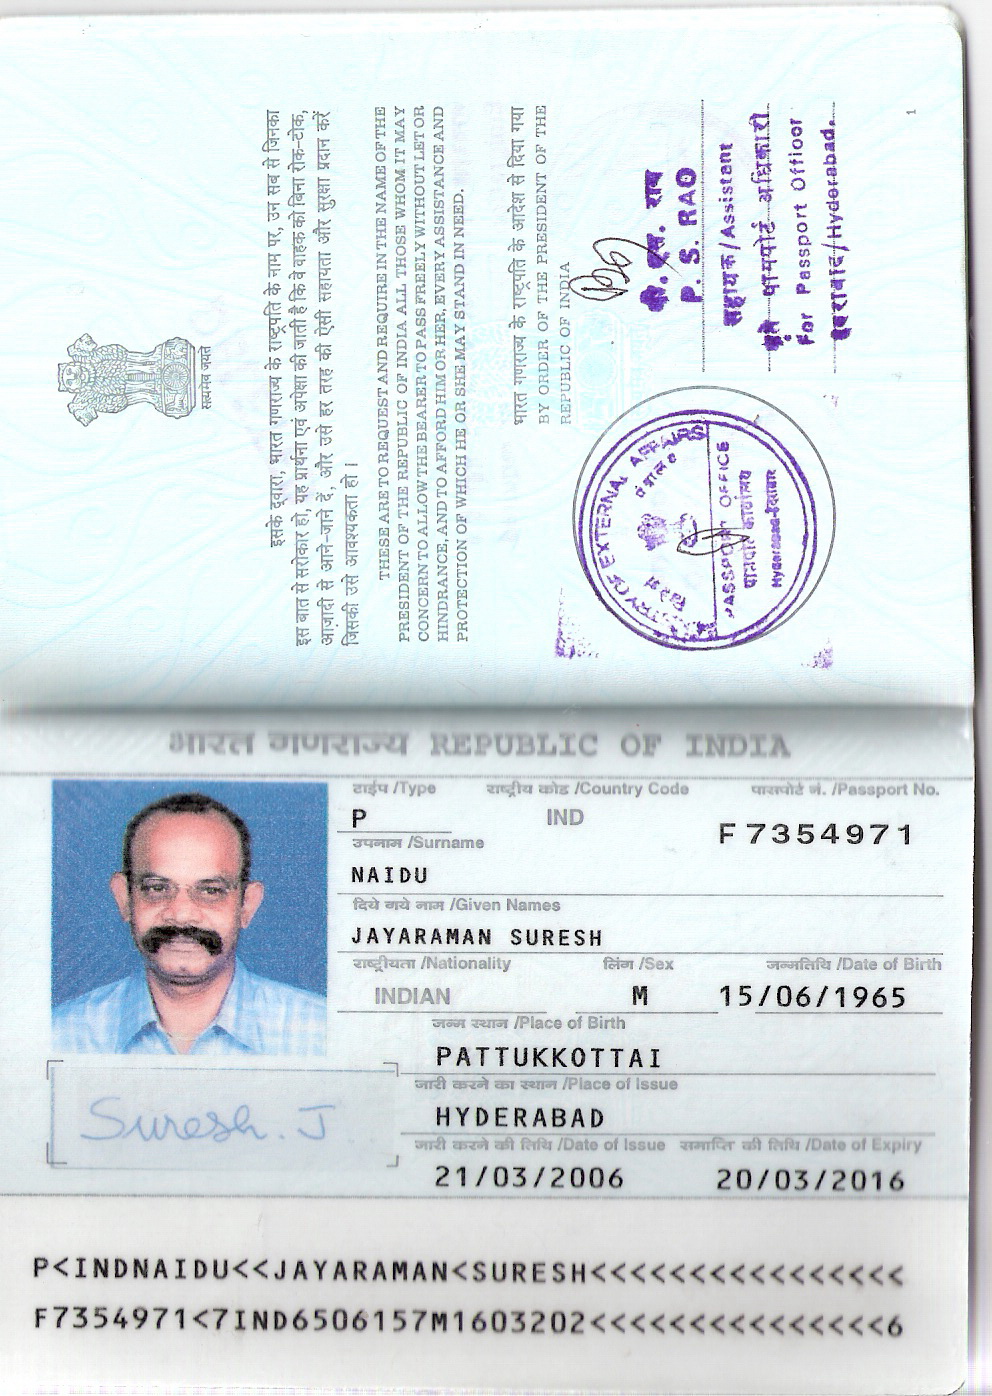 सत्यमेव जयते
इसके द्वारा, भारत गणराज्य के राष्ट्रपति के नाम पर, उन सब से जिनका
इस बात से सरोकार हो, यह प्रार्थना एवं अपेक्षा की जाती है कि वे वाहक को बिना रोक-टोक,
आज़ादी से आने-जाने दें, और उसे हर तरह की ऐसी सहायता और सुरक्षा प्रदान करें
जिसकी उसे आवश्यकता हो।
THESE ARE TO REQUEST AND REQUIRE IN THE NAME OF THE
PRESIDENT OF THE REPUBLIC OF INDIA ALL THOSE WHOM IT MAY
CONCERN TO ALLOW THE BEARER TO PASS FREELY WITHOUT LET OR
HINDRANCE, AND TO AFFORD HIM OR HER, EVERY ASSISTANCE AND
PROTECTION OF WHICH HE OR SHE MAY STAND IN NEED.
भारत गणराज्य के राष्ट्रपति के आदेश से दिया गया
BY ORDER OF THE PRESIDENT OF THE
REPUBLIC OF INDIA
पी. एस. राव
P. S. RAO
सहायक/Assistant
पासपोर्ट अधिकारी
For Passport Officer
/Hyderabad.
OF EXTERNAL AFFAIRS
PASSPORT OFFICE
कार्यालय
1
भारत गणराज्य REPUBLIC OF INDIA
टाईप /Type राष्ट्रीय कोड /Country Code पासपोर्ट नं. /Passport No.
P IND F7354971
उपनाम /Surname
NAIDU
दिये गये नाम /Given Names
JAYARAMAN SURESH
राष्ट्रीयता /Nationality लिंग /Sex जन्मतिथि /Date of Birth
INDIAN M 15/06/1965
जन्म स्थान /Place of Birth
PATTUKKOTTAI
जारी करने का स्थान /Place of Issue
HYDERABAD
जारी करने की तिथि /Date of Issue समाप्ति की तिथि /Date of Expiry
21/03/2006 20/03/2016
Suresh. J
P<INDNAIDU<<JAYARAMAN<SURESH<<<<<<<<<<<<<<<<
F7354971<7IND6506157M1603202<<<<<<<<<<<<<<<6